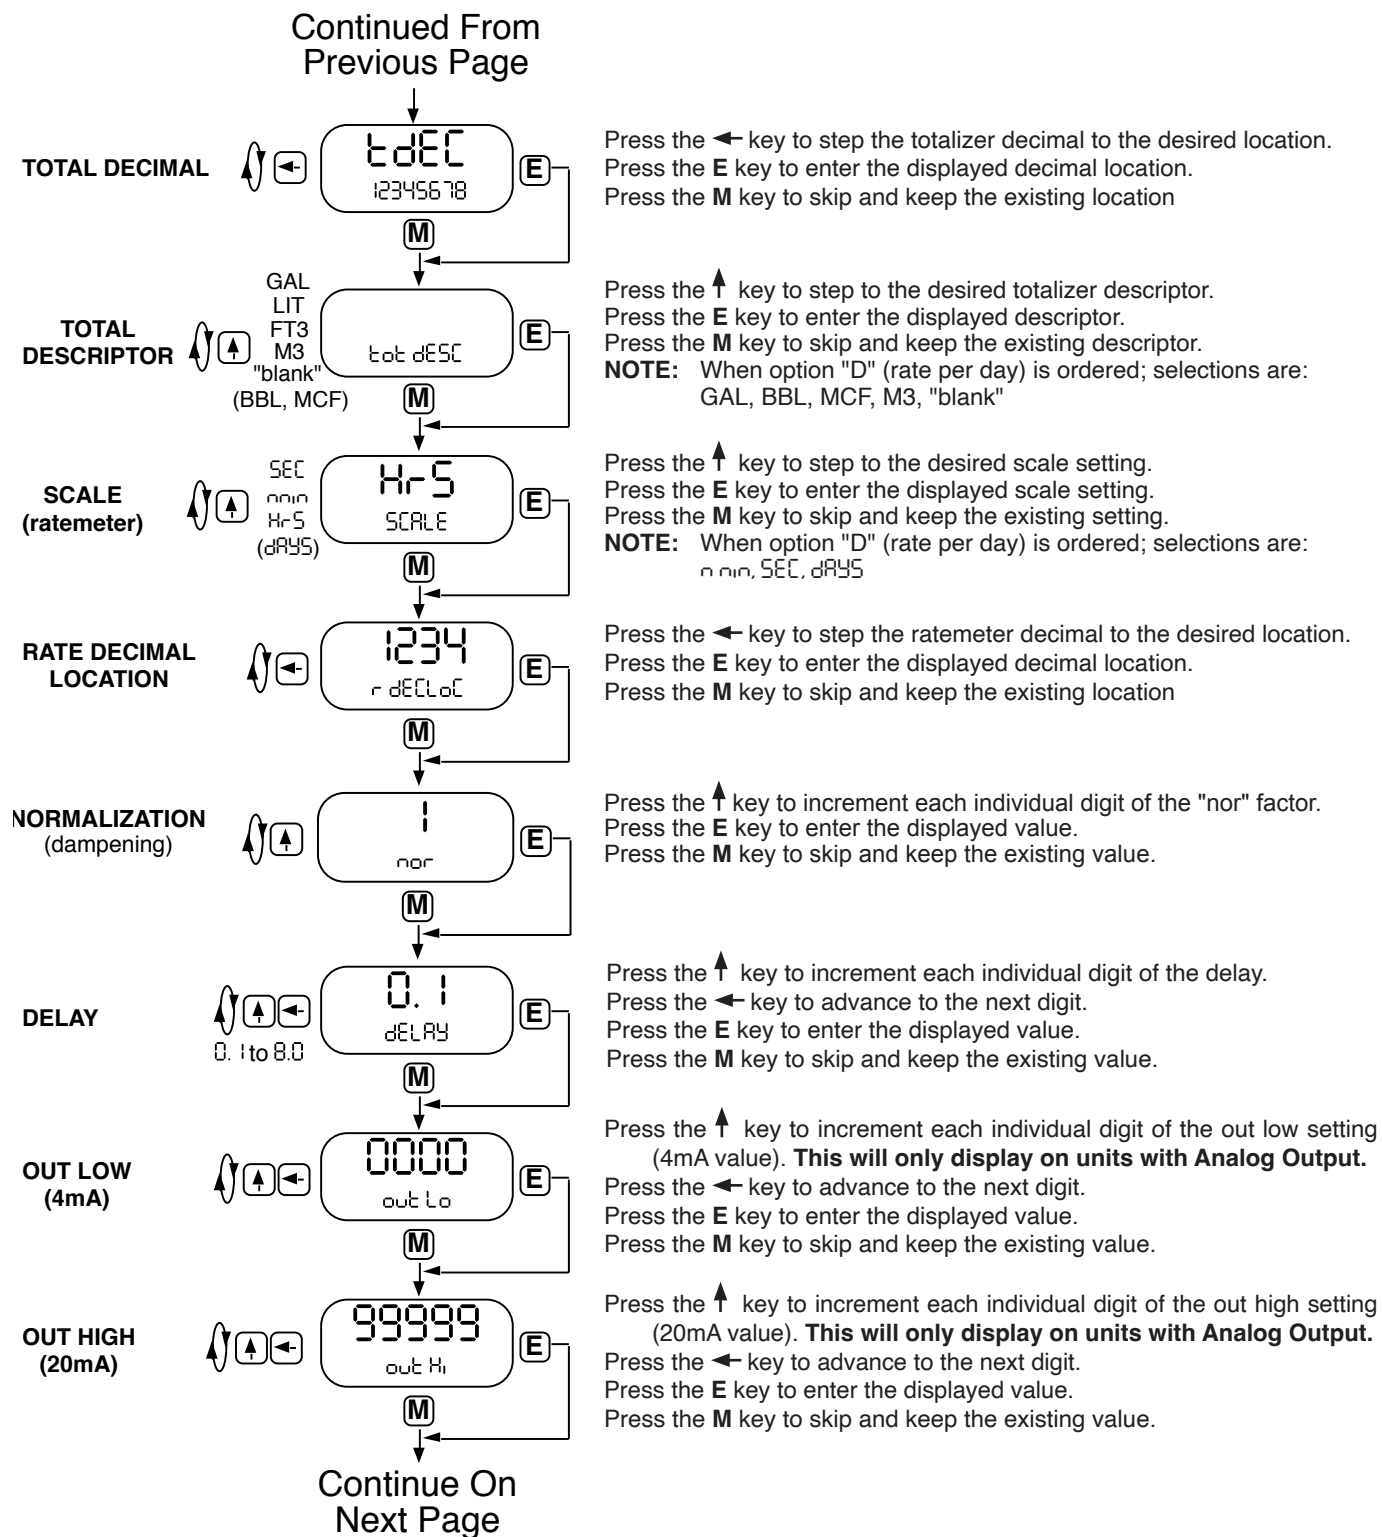 Continued From
Previous Page
TOTAL DECIMAL
tdEC
12345678
E
M
Press the ← key to step the totalizer decimal to the desired location.
Press the E key to enter the displayed decimal location.
Press the M key to skip and keep the existing location
TOTAL
DESCRIPTOR
GAL
LIT
FT3
M3
"blank"
(BBL, MCF)
tot dESC
E
M
Press the ↑ key to step to the desired totalizer descriptor.
Press the E key to enter the displayed descriptor.
Press the M key to skip and keep the existing descriptor.
NOTE: When option "D" (rate per day) is ordered; selections are:
GAL, BBL, MCF, M3, "blank"
SCALE
(ratemeter)
SEC
min
HrS
(dAYS)
HrS
SCALE
E
M
Press the ↑ key to step to the desired scale setting.
Press the E key to enter the displayed scale setting.
Press the M key to skip and keep the existing setting.
NOTE: When option "D" (rate per day) is ordered; selections are:
min, SEC, dAYS
RATE DECIMAL
LOCATION
1234
r dECLoC
E
M
Press the ← key to step the ratemeter decimal to the desired location.
Press the E key to enter the displayed decimal location.
Press the M key to skip and keep the existing location
NORMALIZATION
(dampening)
1
nor
E
M
Press the ↑ key to increment each individual digit of the "nor" factor.
Press the E key to enter the displayed value.
Press the M key to skip and keep the existing value.
DELAY
0.1 to 8.0
0.1
dELAY
E
M
Press the ↑ key to increment each individual digit of the delay.
Press the ← key to advance to the next digit.
Press the E key to enter the displayed value.
Press the M key to skip and keep the existing value.
OUT LOW
(4mA)
0000
out Lo
E
M
Press the ↑ key to increment each individual digit of the out low setting
(4mA value). This will only display on units with Analog Output.
Press the ← key to advance to the next digit.
Press the E key to enter the displayed value.
Press the M key to skip and keep the existing value.
OUT HIGH
(20mA)
99999
out Hi
E
M
Press the ↑ key to increment each individual digit of the out high setting
(20mA value). This will only display on units with Analog Output.
Press the ← key to advance to the next digit.
Press the E key to enter the displayed value.
Press the M key to skip and keep the existing value.
Continue On
Next Page